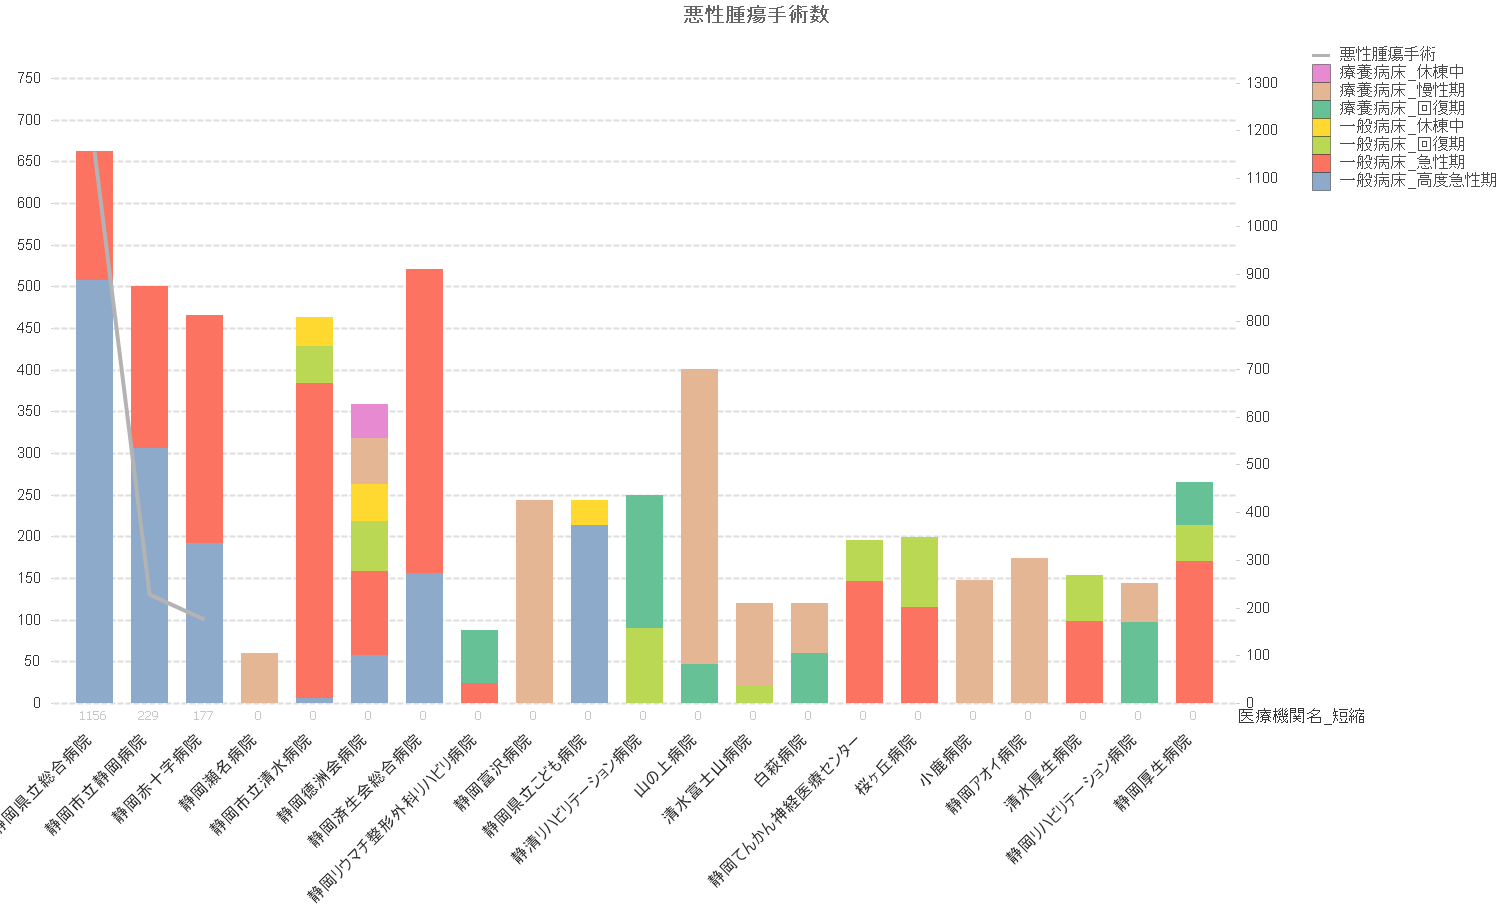 悪性腫瘍手術数
悪性腫瘍手術
療養病床_休棟中
療養病床_慢性期
療養病床_回復期
一般病床_休棟中
一般病床_回復期
一般病床_急性期
一般病床_高度急性期
750
700
650
600
550
500
450
400
350
300
250
200
150
100
50
0
1300
1200
1100
1000
900
800
700
600
500
400
300
200
100
0
1156 229 177 0 0 0 0 0 0 0 0 0 0 0 0 0 0 0 0 0 0
医療機関名_短縮
静岡県立総合病院
静岡市立静岡病院
静岡赤十字病院
静岡瀬名病院
静岡市立清水病院
静岡徳洲会病院
静岡済生会総合病院
静岡リウマチ整形外科リハビリ病院
静岡富沢病院
静岡県立こども病院
静清リハビリテーション病院
山の上病院
清水富士山病院
白萩病院
静岡てんかん神経医療センター
桜ヶ丘病院
小鹿病院
静岡アオイ病院
清水厚生病院
静岡リハビリテーション病院
静岡厚生病院